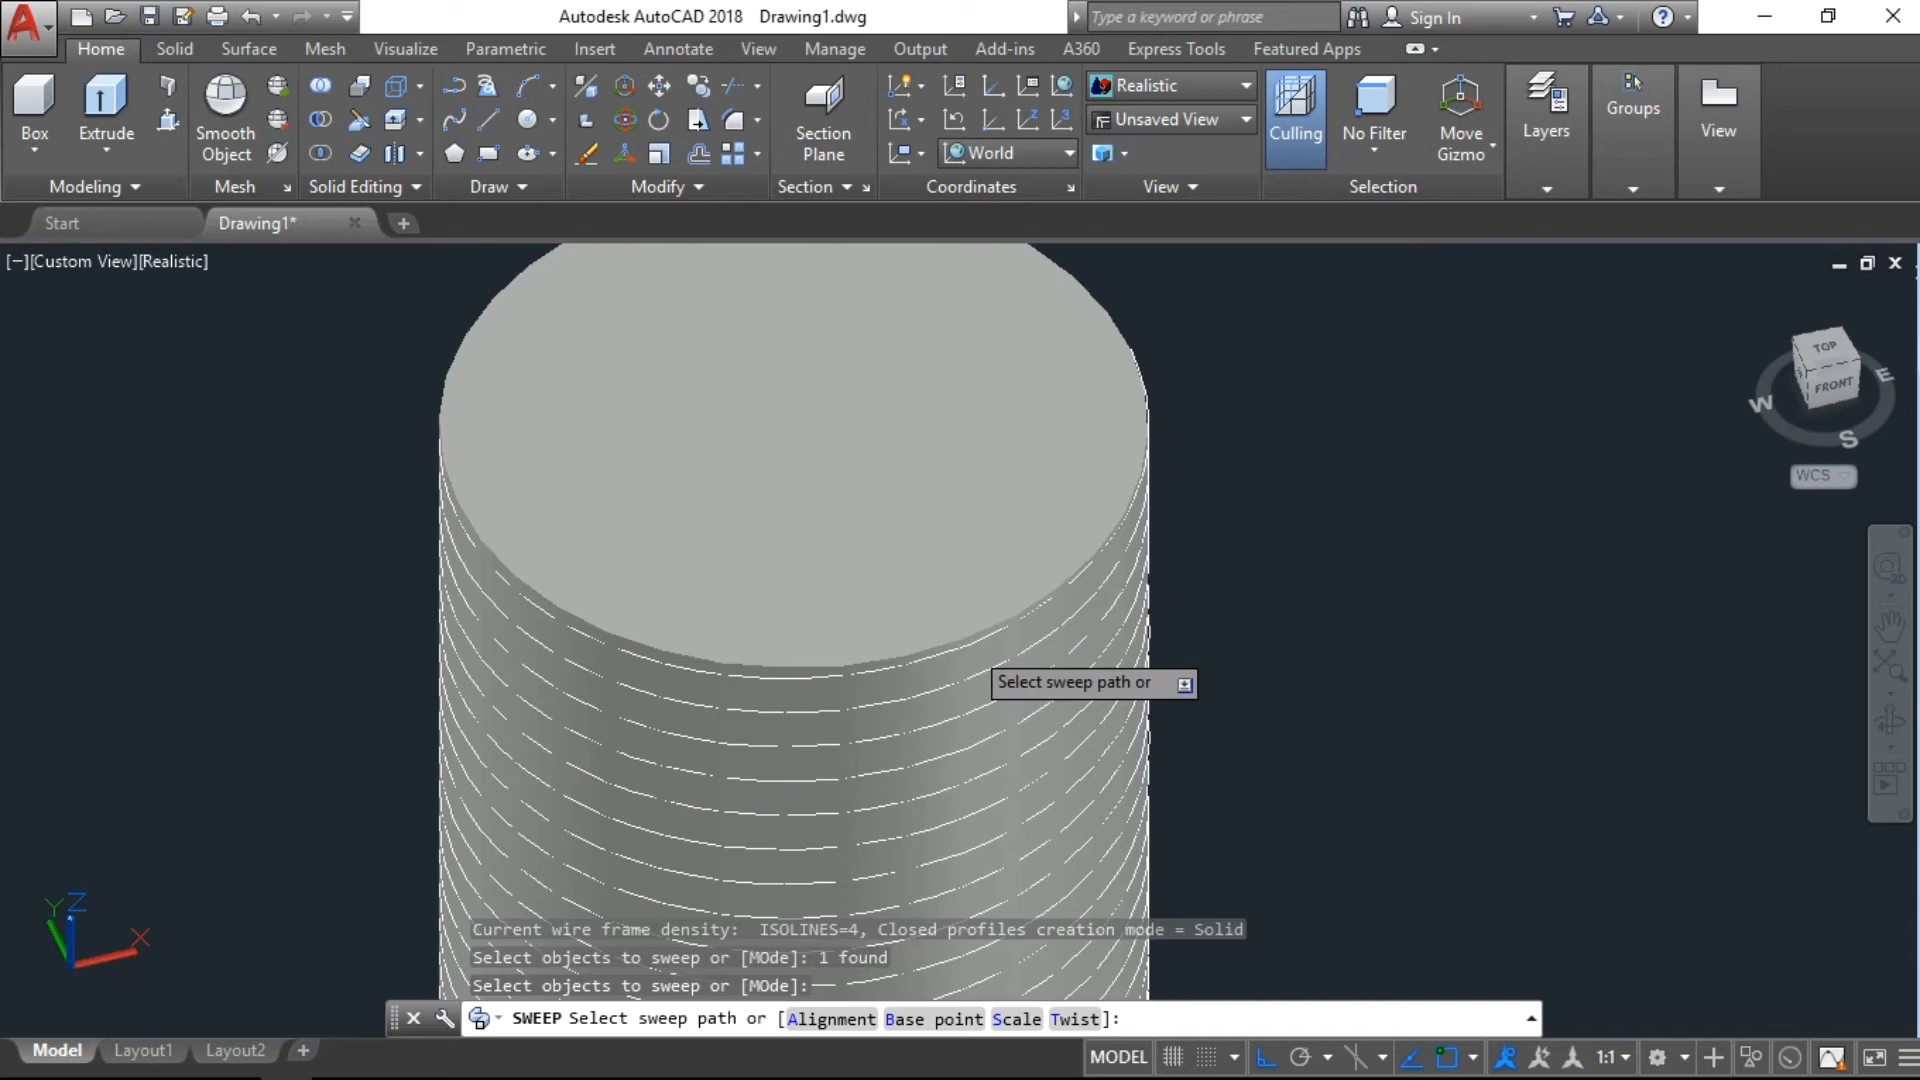 Autodesk AutoCAD 2018 Drawing1.dwg
Type a keyword or phrase
Sign In
Home Solid Surface Mesh Visualize Parametric Insert Annotate View Manage Output Add-ins A360 Express Tools Featured Apps
Box
Extrude
Smooth
Object
Section
Plane
World
Realistic
Unsaved View
Culling
No Filter
Move
Gizmo
Layers
Groups
View
Modeling
Mesh
Solid Editing
Draw
Modify
Section
Coordinates
View
Selection
Start
Drawing1*
[−][Custom View][Realistic]
TOP
FRONT
W
E
S
WCS
Select sweep path or
Y
Z
X
Current wire frame density: ISOLINES=4, Closed profiles creation mode = Solid
Select objects to sweep or [MOde]: 1 found
Select objects to sweep or [MOde]:
SWEEP Select sweep path or [Alignment Base point Scale Twist]:
Model Layout1 Layout2
MODEL
1:1